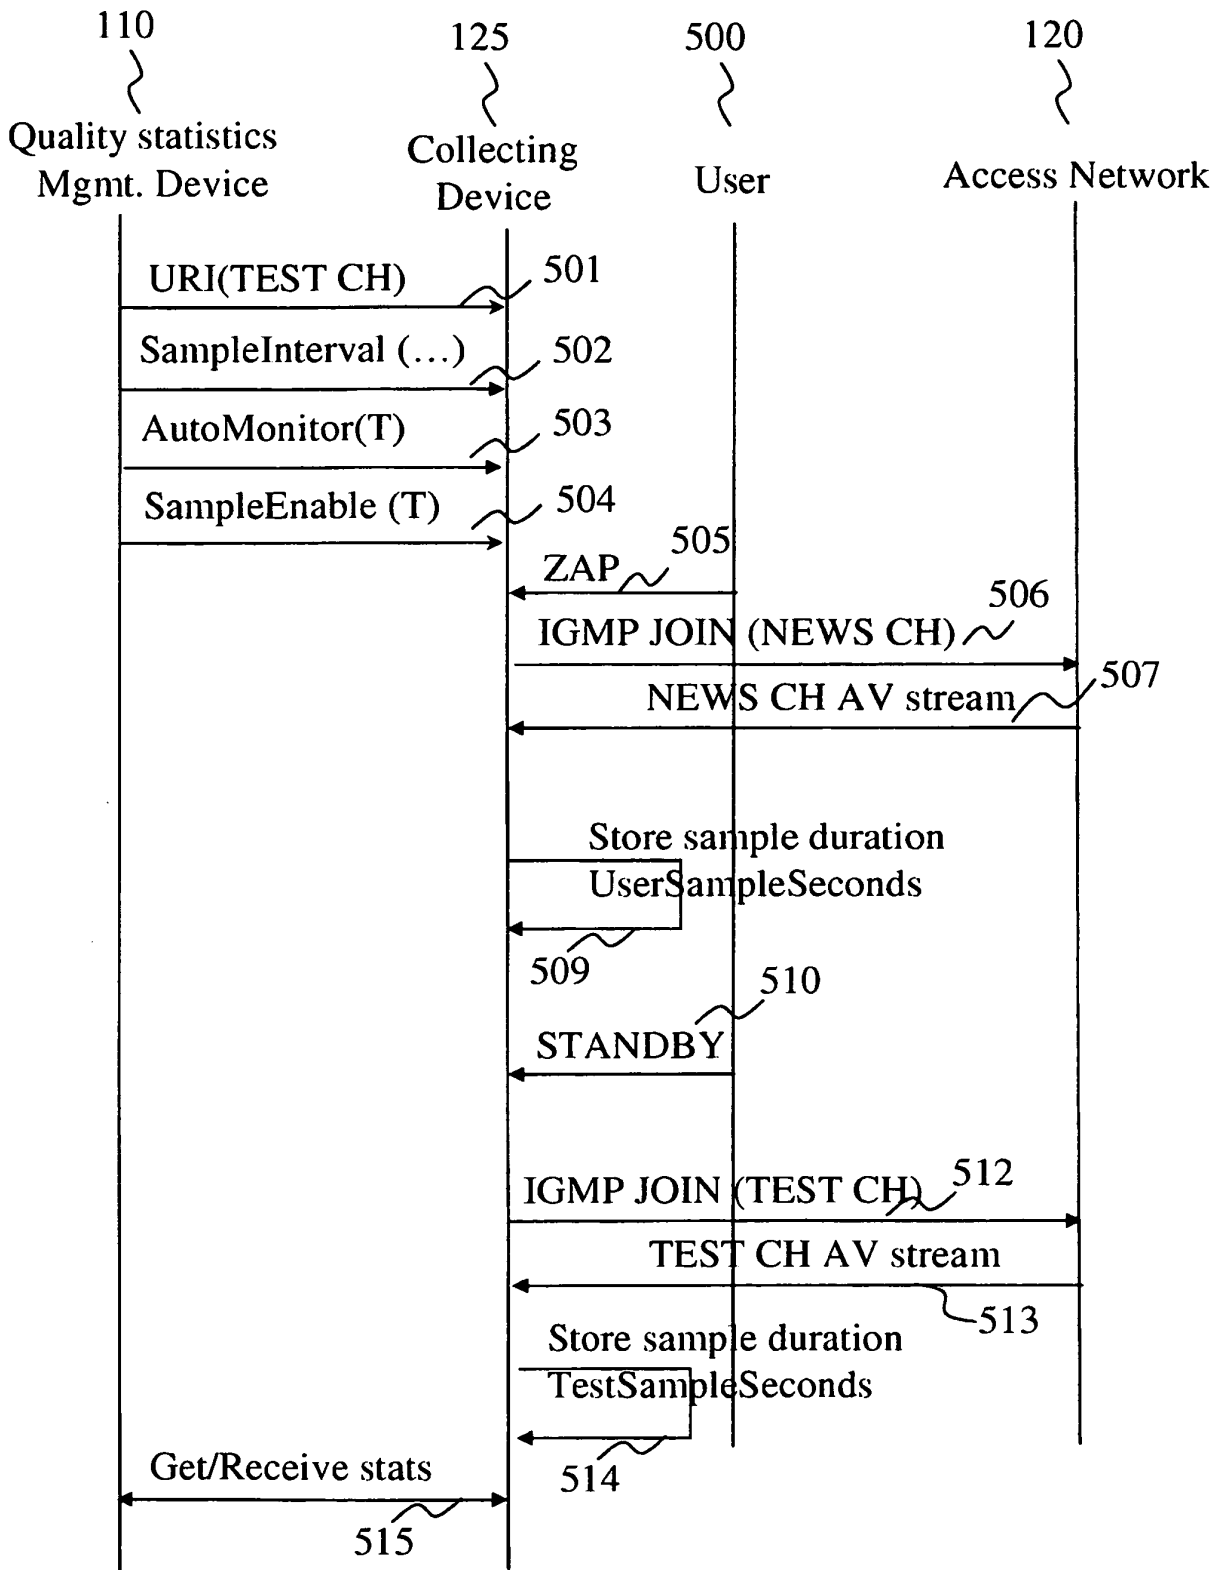 110
125
500
120
Quality statistics
Mgmt. Device
Collecting
Device
User
Access Network
URI(TEST CH)
501
SampleInterval (...)
502
AutoMonitor(T)
503
SampleEnable (T)
504
505
ZAP
506
IGMP JOIN (NEWS CH)
507
NEWS CH AV stream
Store sample duration
UserSampleSeconds
509
510
STANDBY
512
IGMP JOIN (TEST CH)
TEST CH AV stream
513
Store sample duration
TestSampleSeconds
514
Get/Receive stats
515